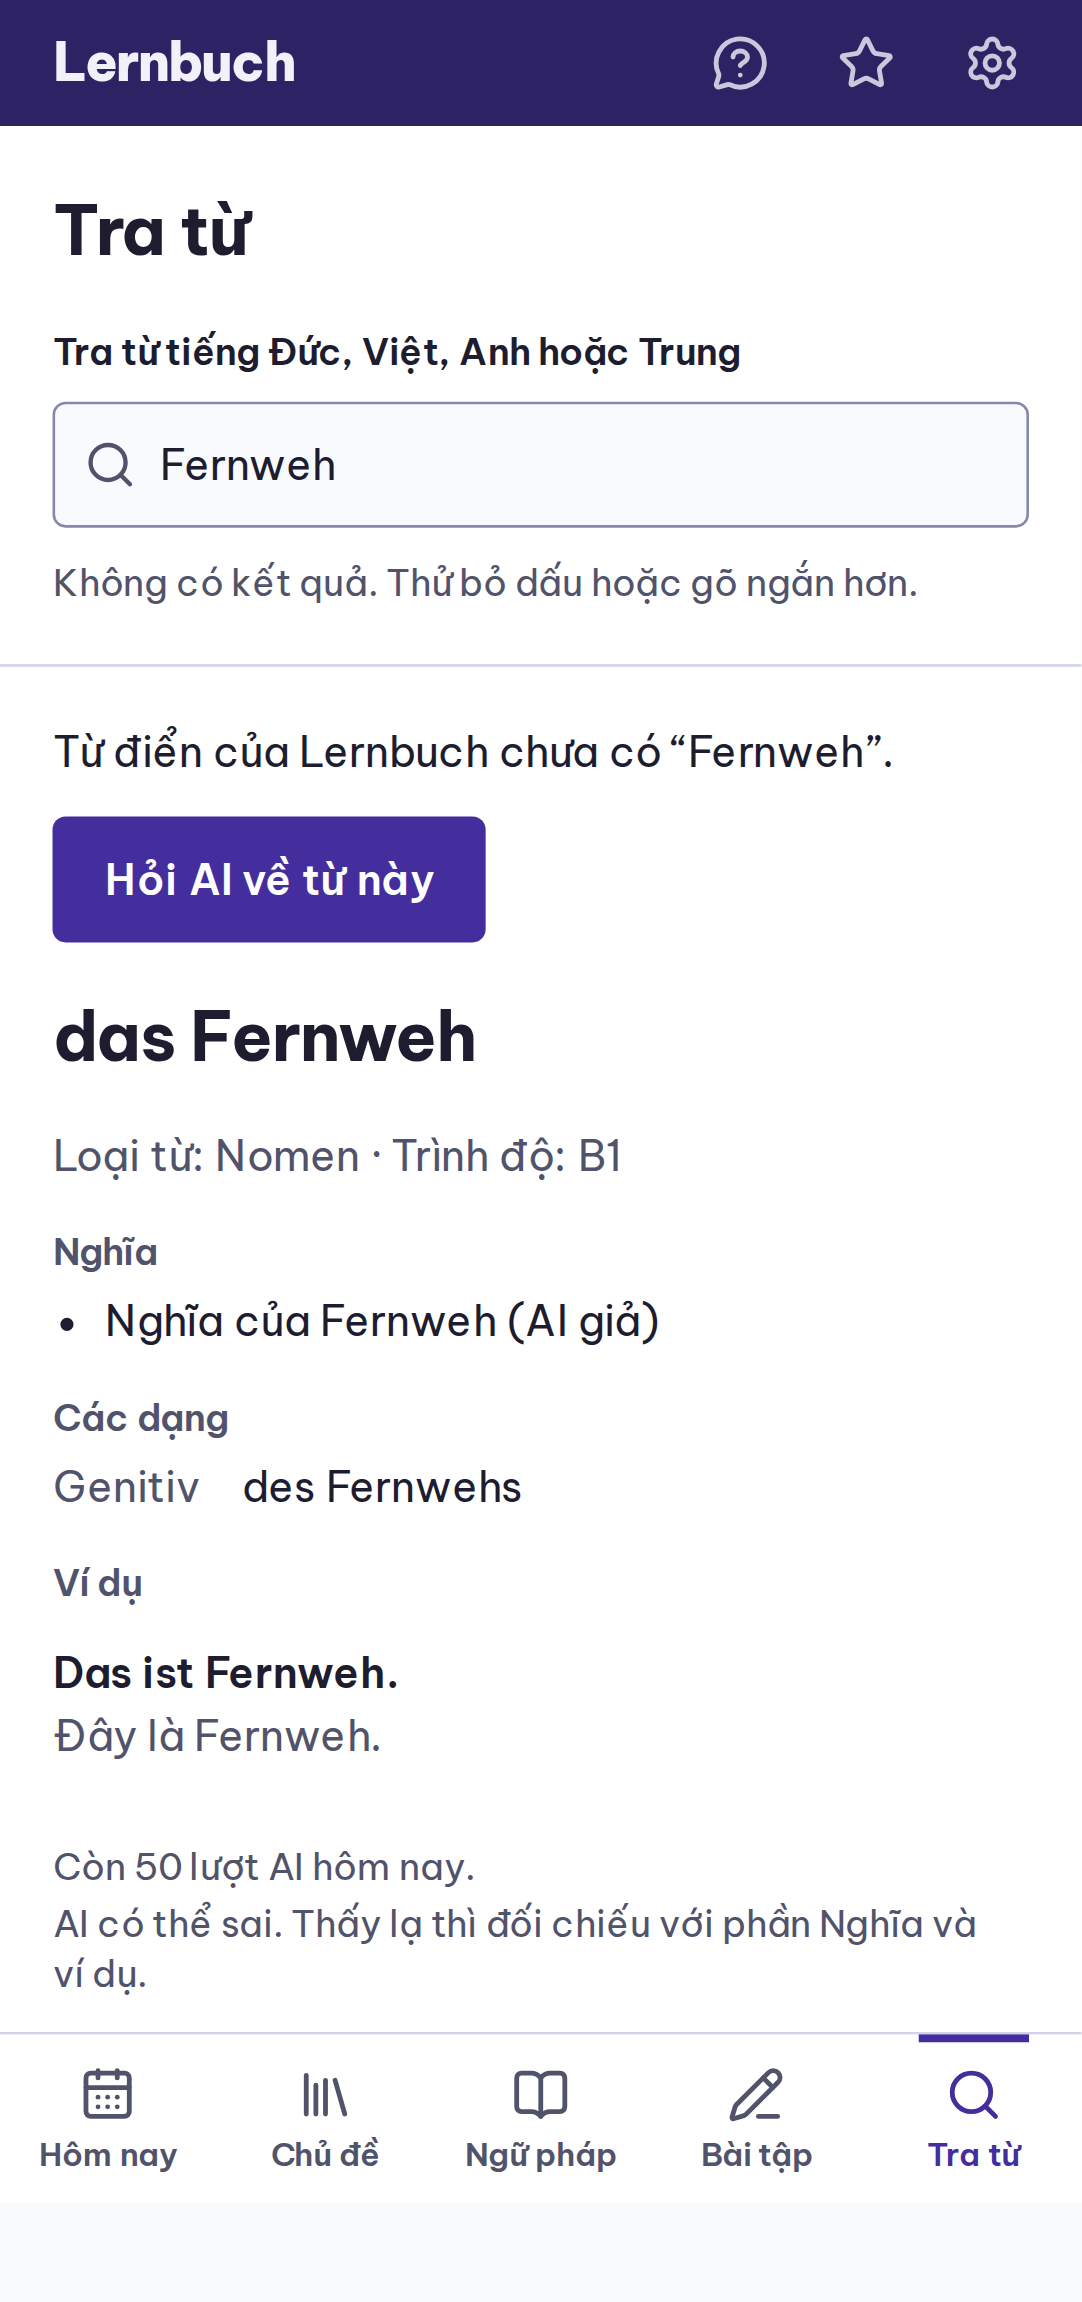 Lernbuch
Tra từ
Tra từ tiếng Đức, Việt, Anh hoặc Trung
Fernweh
Không có kết quả. Thử bỏ dấu hoặc gõ ngắn hơn.
Từ điển của Lernbuch chưa có “Fernweh”.
Hỏi AI về từ này
das Fernweh
Loại từ: Nomen · Trình độ: B1
Nghĩa
• Nghĩa của Fernweh (AI giả)
Các dạng
Genitiv des Fernwehs
Ví dụ
Das ist Fernweh.
Đây là Fernweh.
Còn 50 lượt AI hôm nay.
AI có thể sai. Thấy lạ thì đối chiếu với phần Nghĩa và
ví dụ.
Hôm nay
Chủ đề
Ngữ pháp
Bài tập
Tra từ